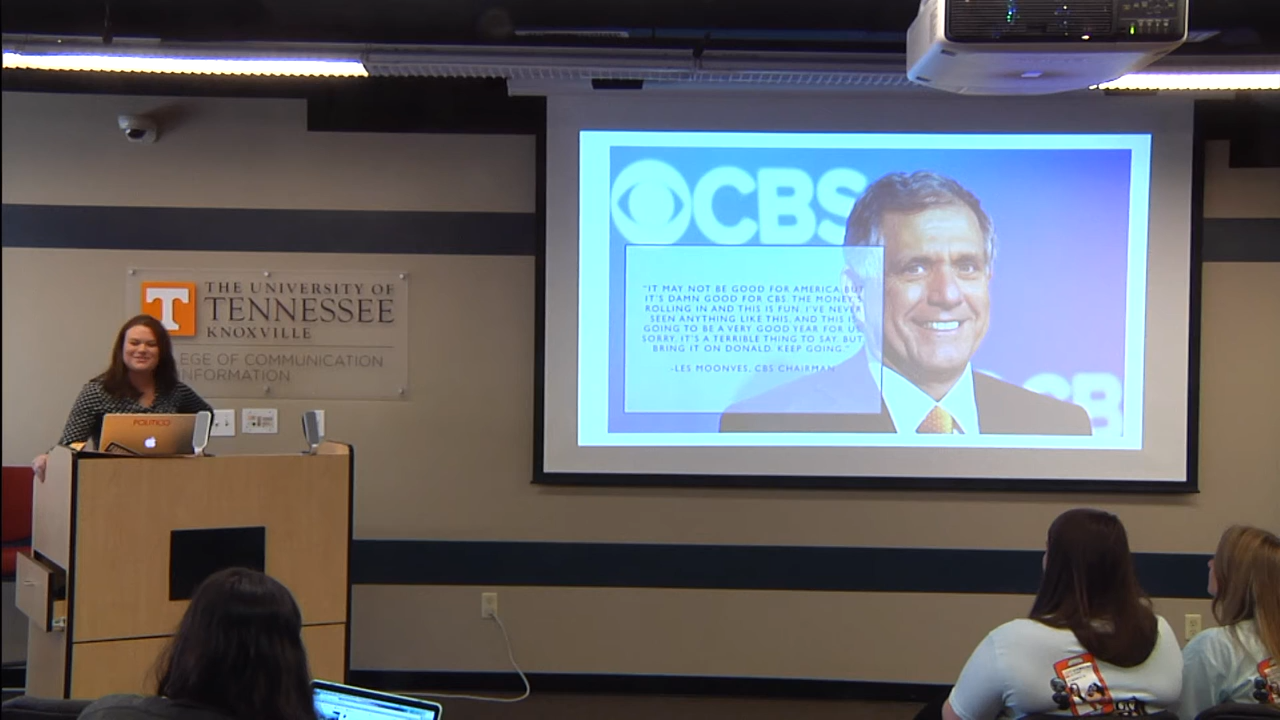 CBS
"IT MAY NOT BE GOOD FOR AMERICA, BUT
IT'S DAMN GOOD FOR CBS. THE MONEY'S
ROLLING IN AND THIS IS FUN. I'VE NEVER
SEEN ANYTHING LIKE THIS, AND THIS IS
GOING TO BE A VERY GOOD YEAR FOR US.
SORRY, IT'S A TERRIBLE THING TO SAY. BUT
BRING IT ON DONALD. KEEP GOING."
-LES MOONVES, CBS CHAIRMAN
CB
T
THE UNIVERSITY OF
TENNESSEE
KNOXVILLE
LEGE OF COMMUNICATION
INFORMATION
POLITICO